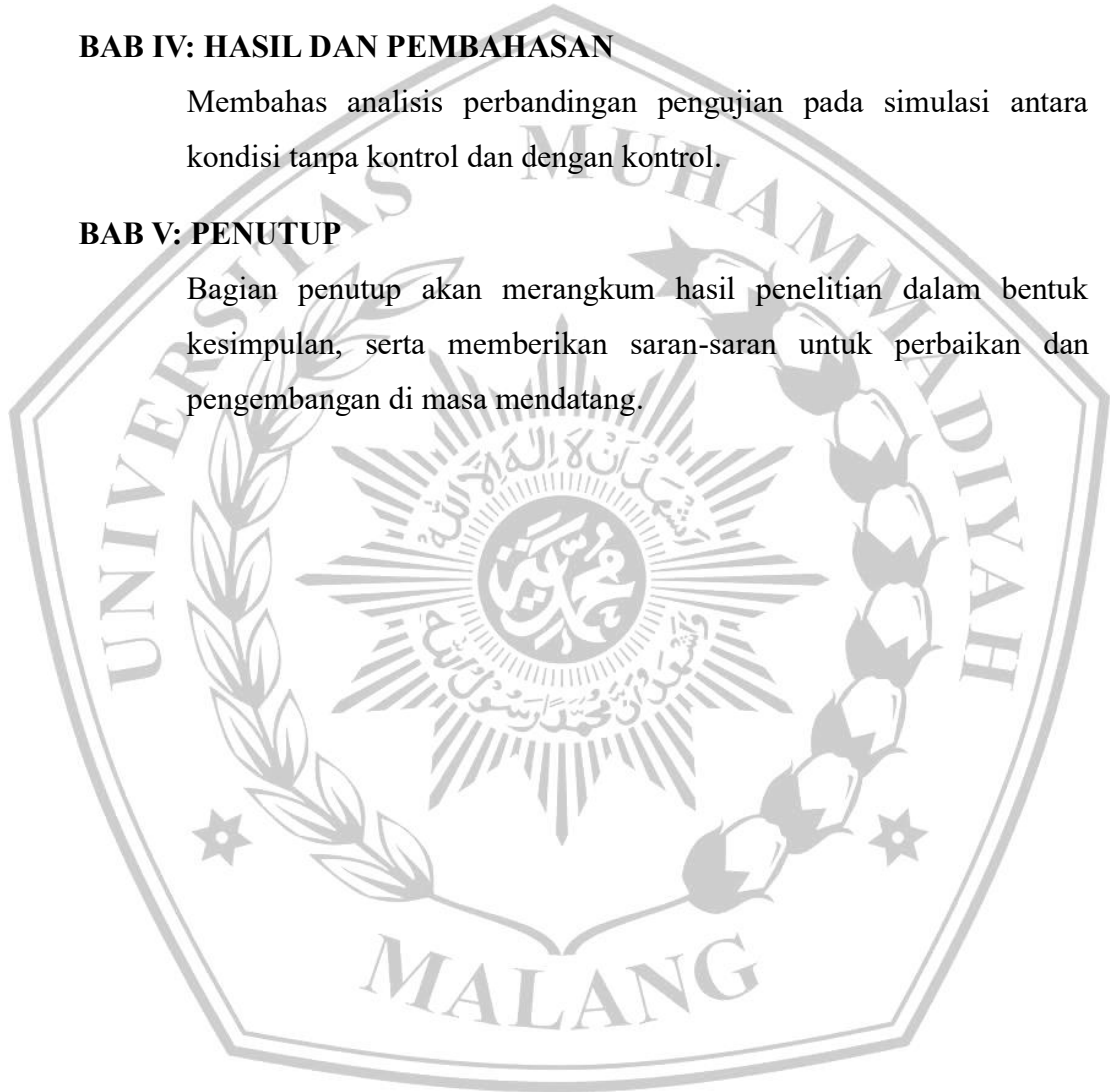 BAB IV: HASIL DAN PEMBAHASAN
Membahas analisis perbandingan pengujian pada simulasi antara
kondisi tanpa kontrol dan dengan kontrol.
BAB V: PENUTUP
Bagian penutup akan merangkum hasil penelitian dalam bentuk
kesimpulan, serta memberikan saran-saran untuk perbaikan dan
pengembangan di masa mendatang.
UNIVERSITAS MUHAMMADIYAH
MALANG